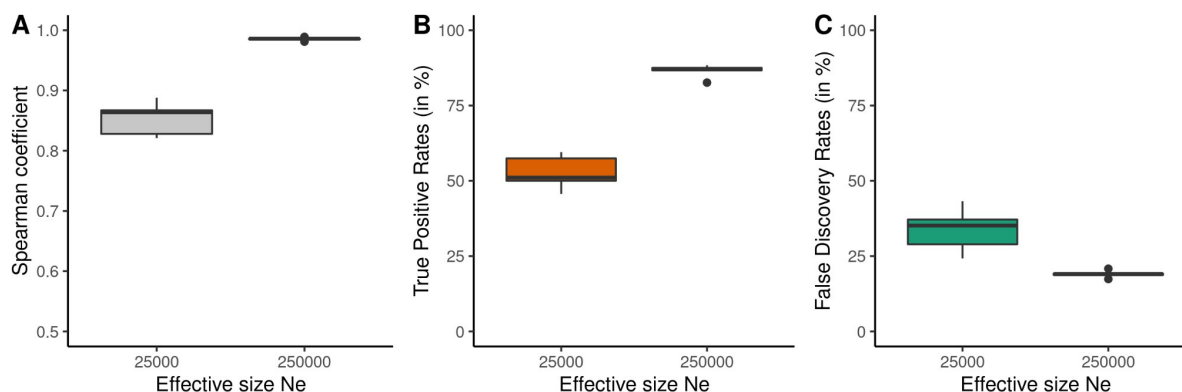 A
Spearman coefficient
1.0
0.9
0.8
0.7
0.6
0.5
25000
250000
Effective size Ne
B
True Positive Rates (in %)
100
75
50
25
0
25000
250000
Effective size Ne
C
False Discovery Rates (in %)
100
75
50
25
0
25000
250000
Effective size Ne